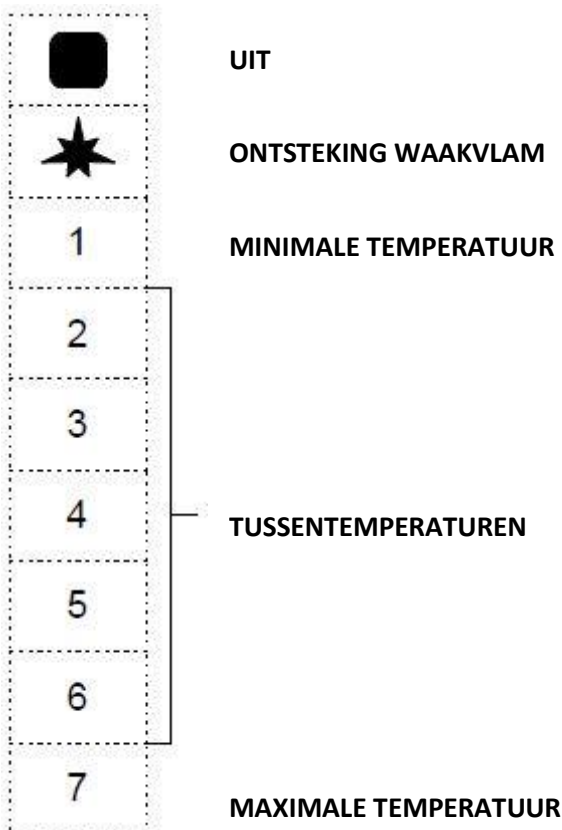 UIT
ONTSTEKING WAAKVLAM
1 MINIMALE TEMPERATUUR
2
3
4 TUSSENTEMPERATUREN
5
6
7 MAXIMALE TEMPERATUUR